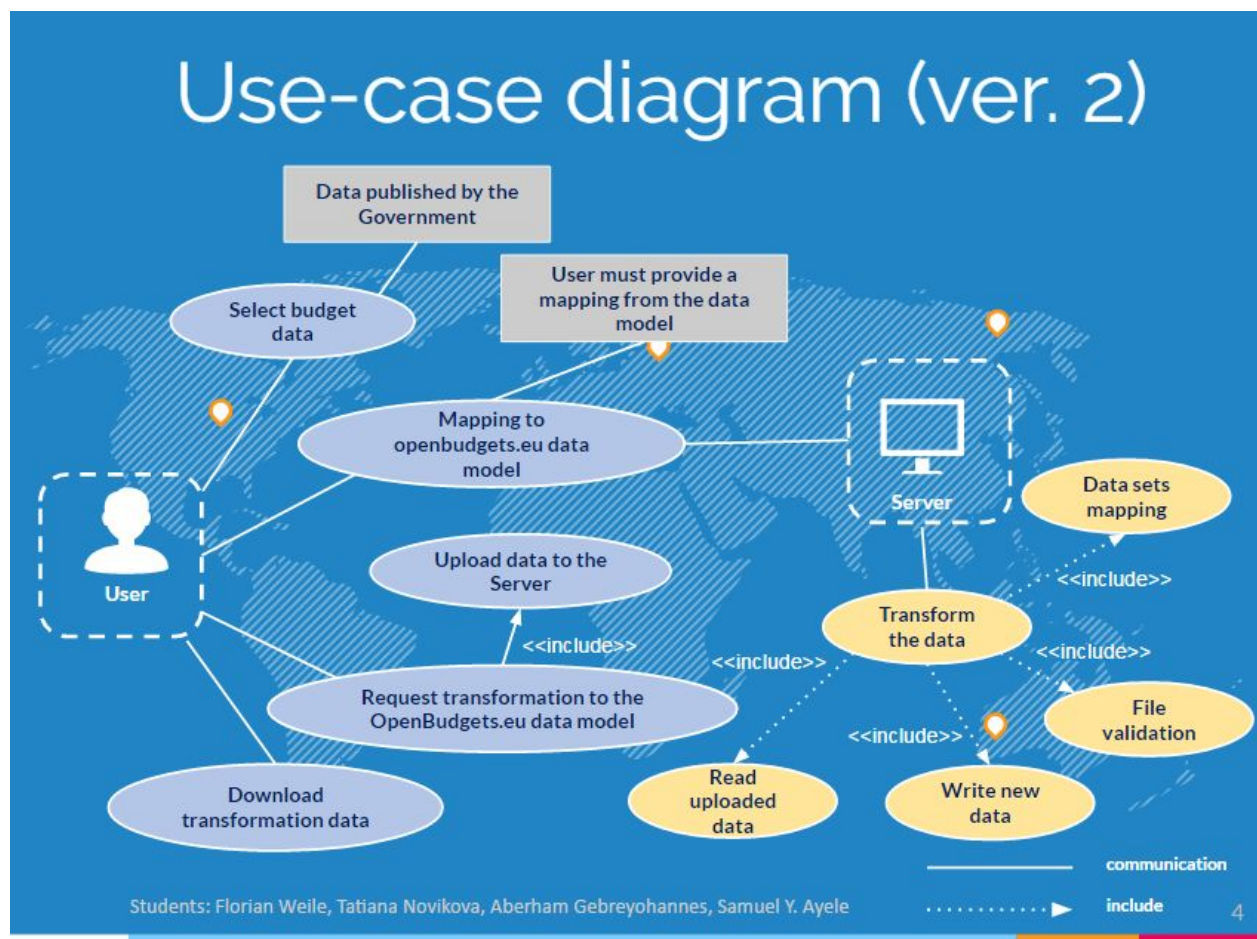 Use-case diagram (ver. 2)
Data published by the
Government
User must provide a
mapping from the data
model
Select budget
data
Mapping to
openbudgets.eu data
model
Server
Data sets
mapping
User
Upload data to the
Server
<<include>>
Transform
the data
<<include>>
<<include>>
<<include>>
Request transformation to the
OpenBudgets.eu data model
File
validation
<<include>>
Download
transformation data
Read
uploaded
data
Write new
data
communication
include
Students: Florian Weile, Tatiana Novikova, Aberham Gebreyohannes, Samuel Y. Ayele
4